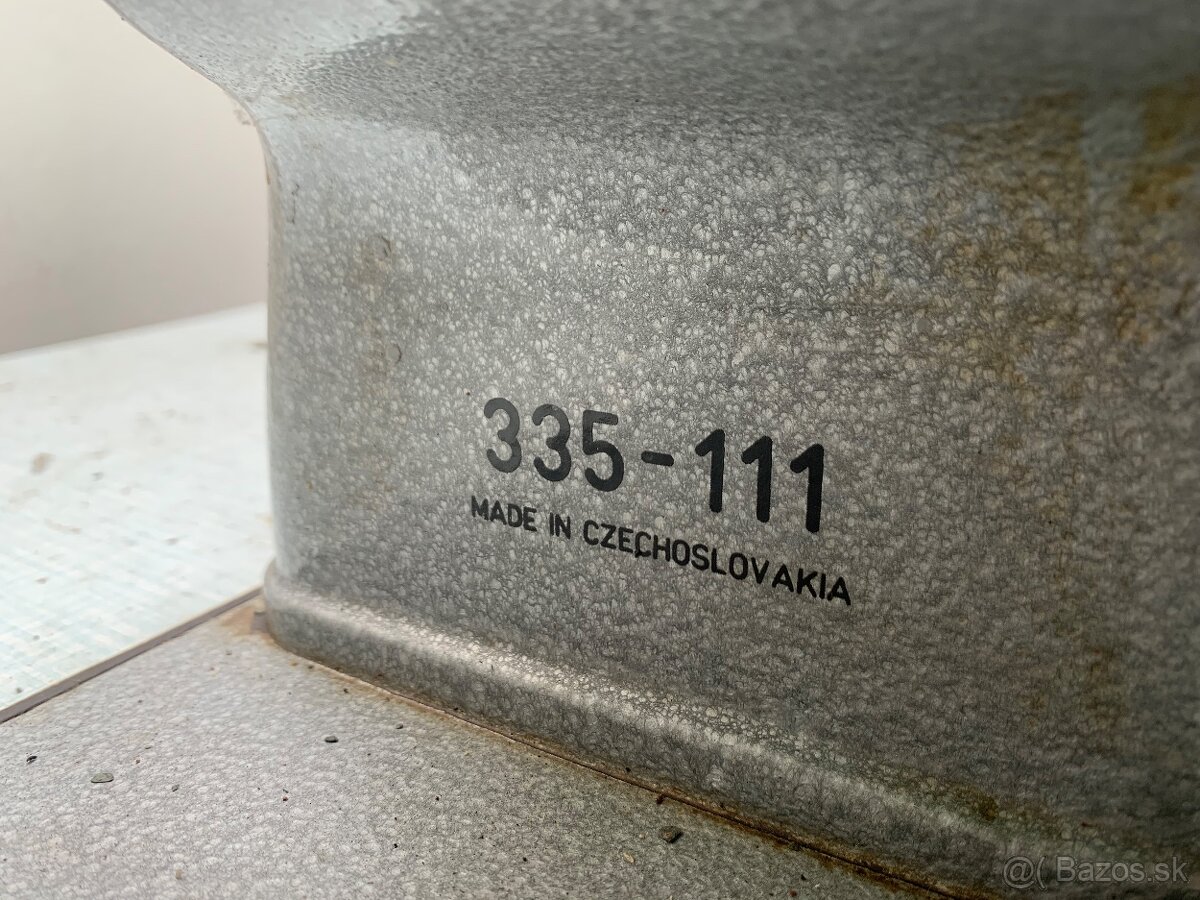 335-111
MADE IN CZECHOSLOVAKIA
@( Bazos.sk